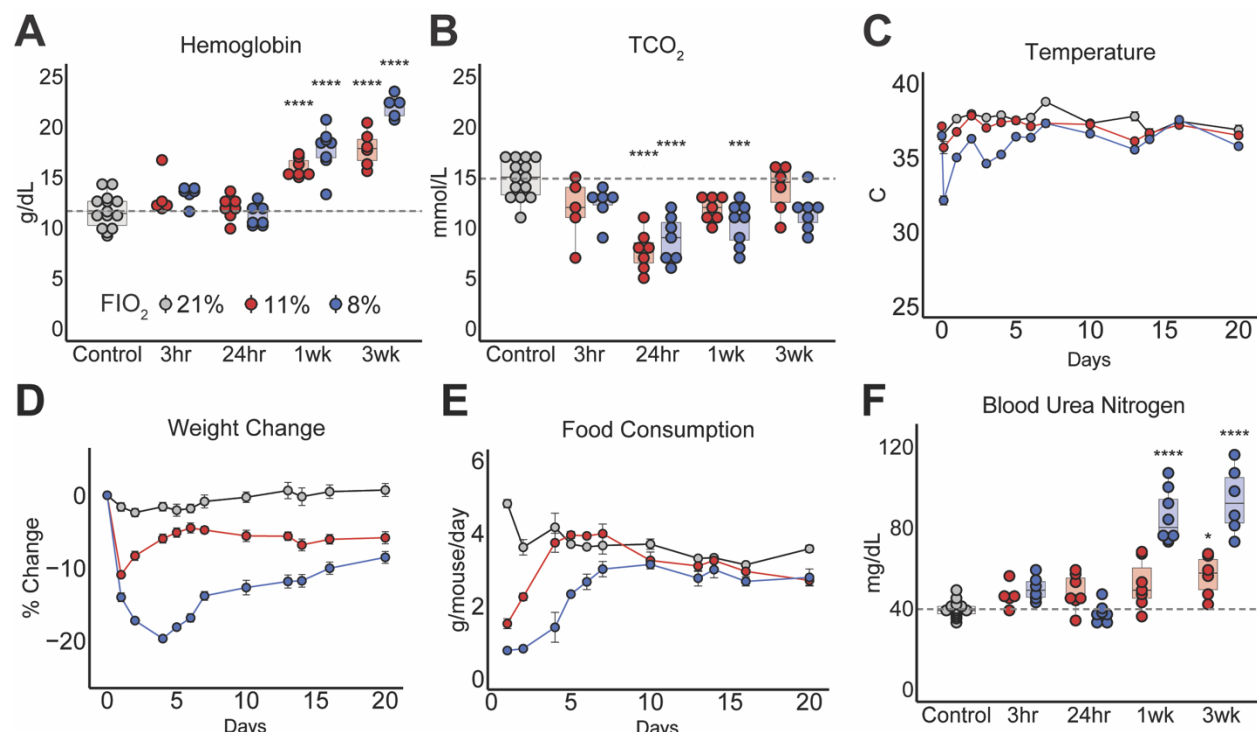 A
Hemoglobin
g/dL
25
20
15
10
5
0
****
****
****
****
FIO2 21% 11% 8%
Control 3hr 24hr 1wk 3wk
B
TCO2
mmol/L
25
20
15
10
5
0
****
****
***
Control 3hr 24hr 1wk 3wk
C
Temperature
C
40
35
30
25
0 5 10 15 20
Days
D
Weight Change
% Change
0
−10
−20
0 5 10 15 20
Days
E
Food Consumption
g/mouse/day
6
4
2
0
0 5 10 15 20
Days
F
Blood Urea Nitrogen
mg/dL
120
80
40
0
****
*
****
Control 3hr 24hr 1wk 3wk